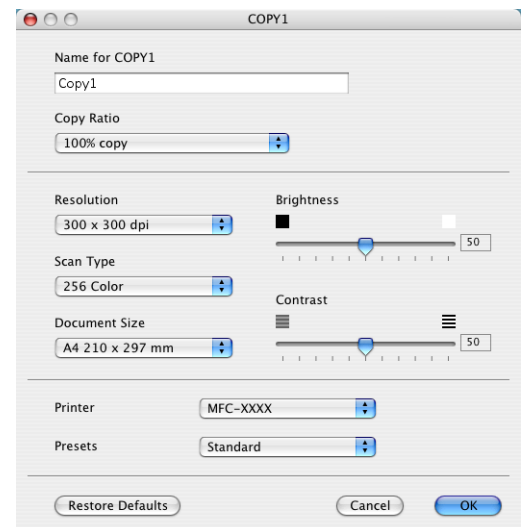 COPY1
Name for COPY1
Copy1
Copy Ratio
100% copy
Resolution
300 x 300 dpi
Scan Type
256 Color
Document Size
A4 210 x 297 mm
Brightness
50
Contrast
50
Printer
MFC-XXXX
Presets
Standard
Restore Defaults
Cancel
OK